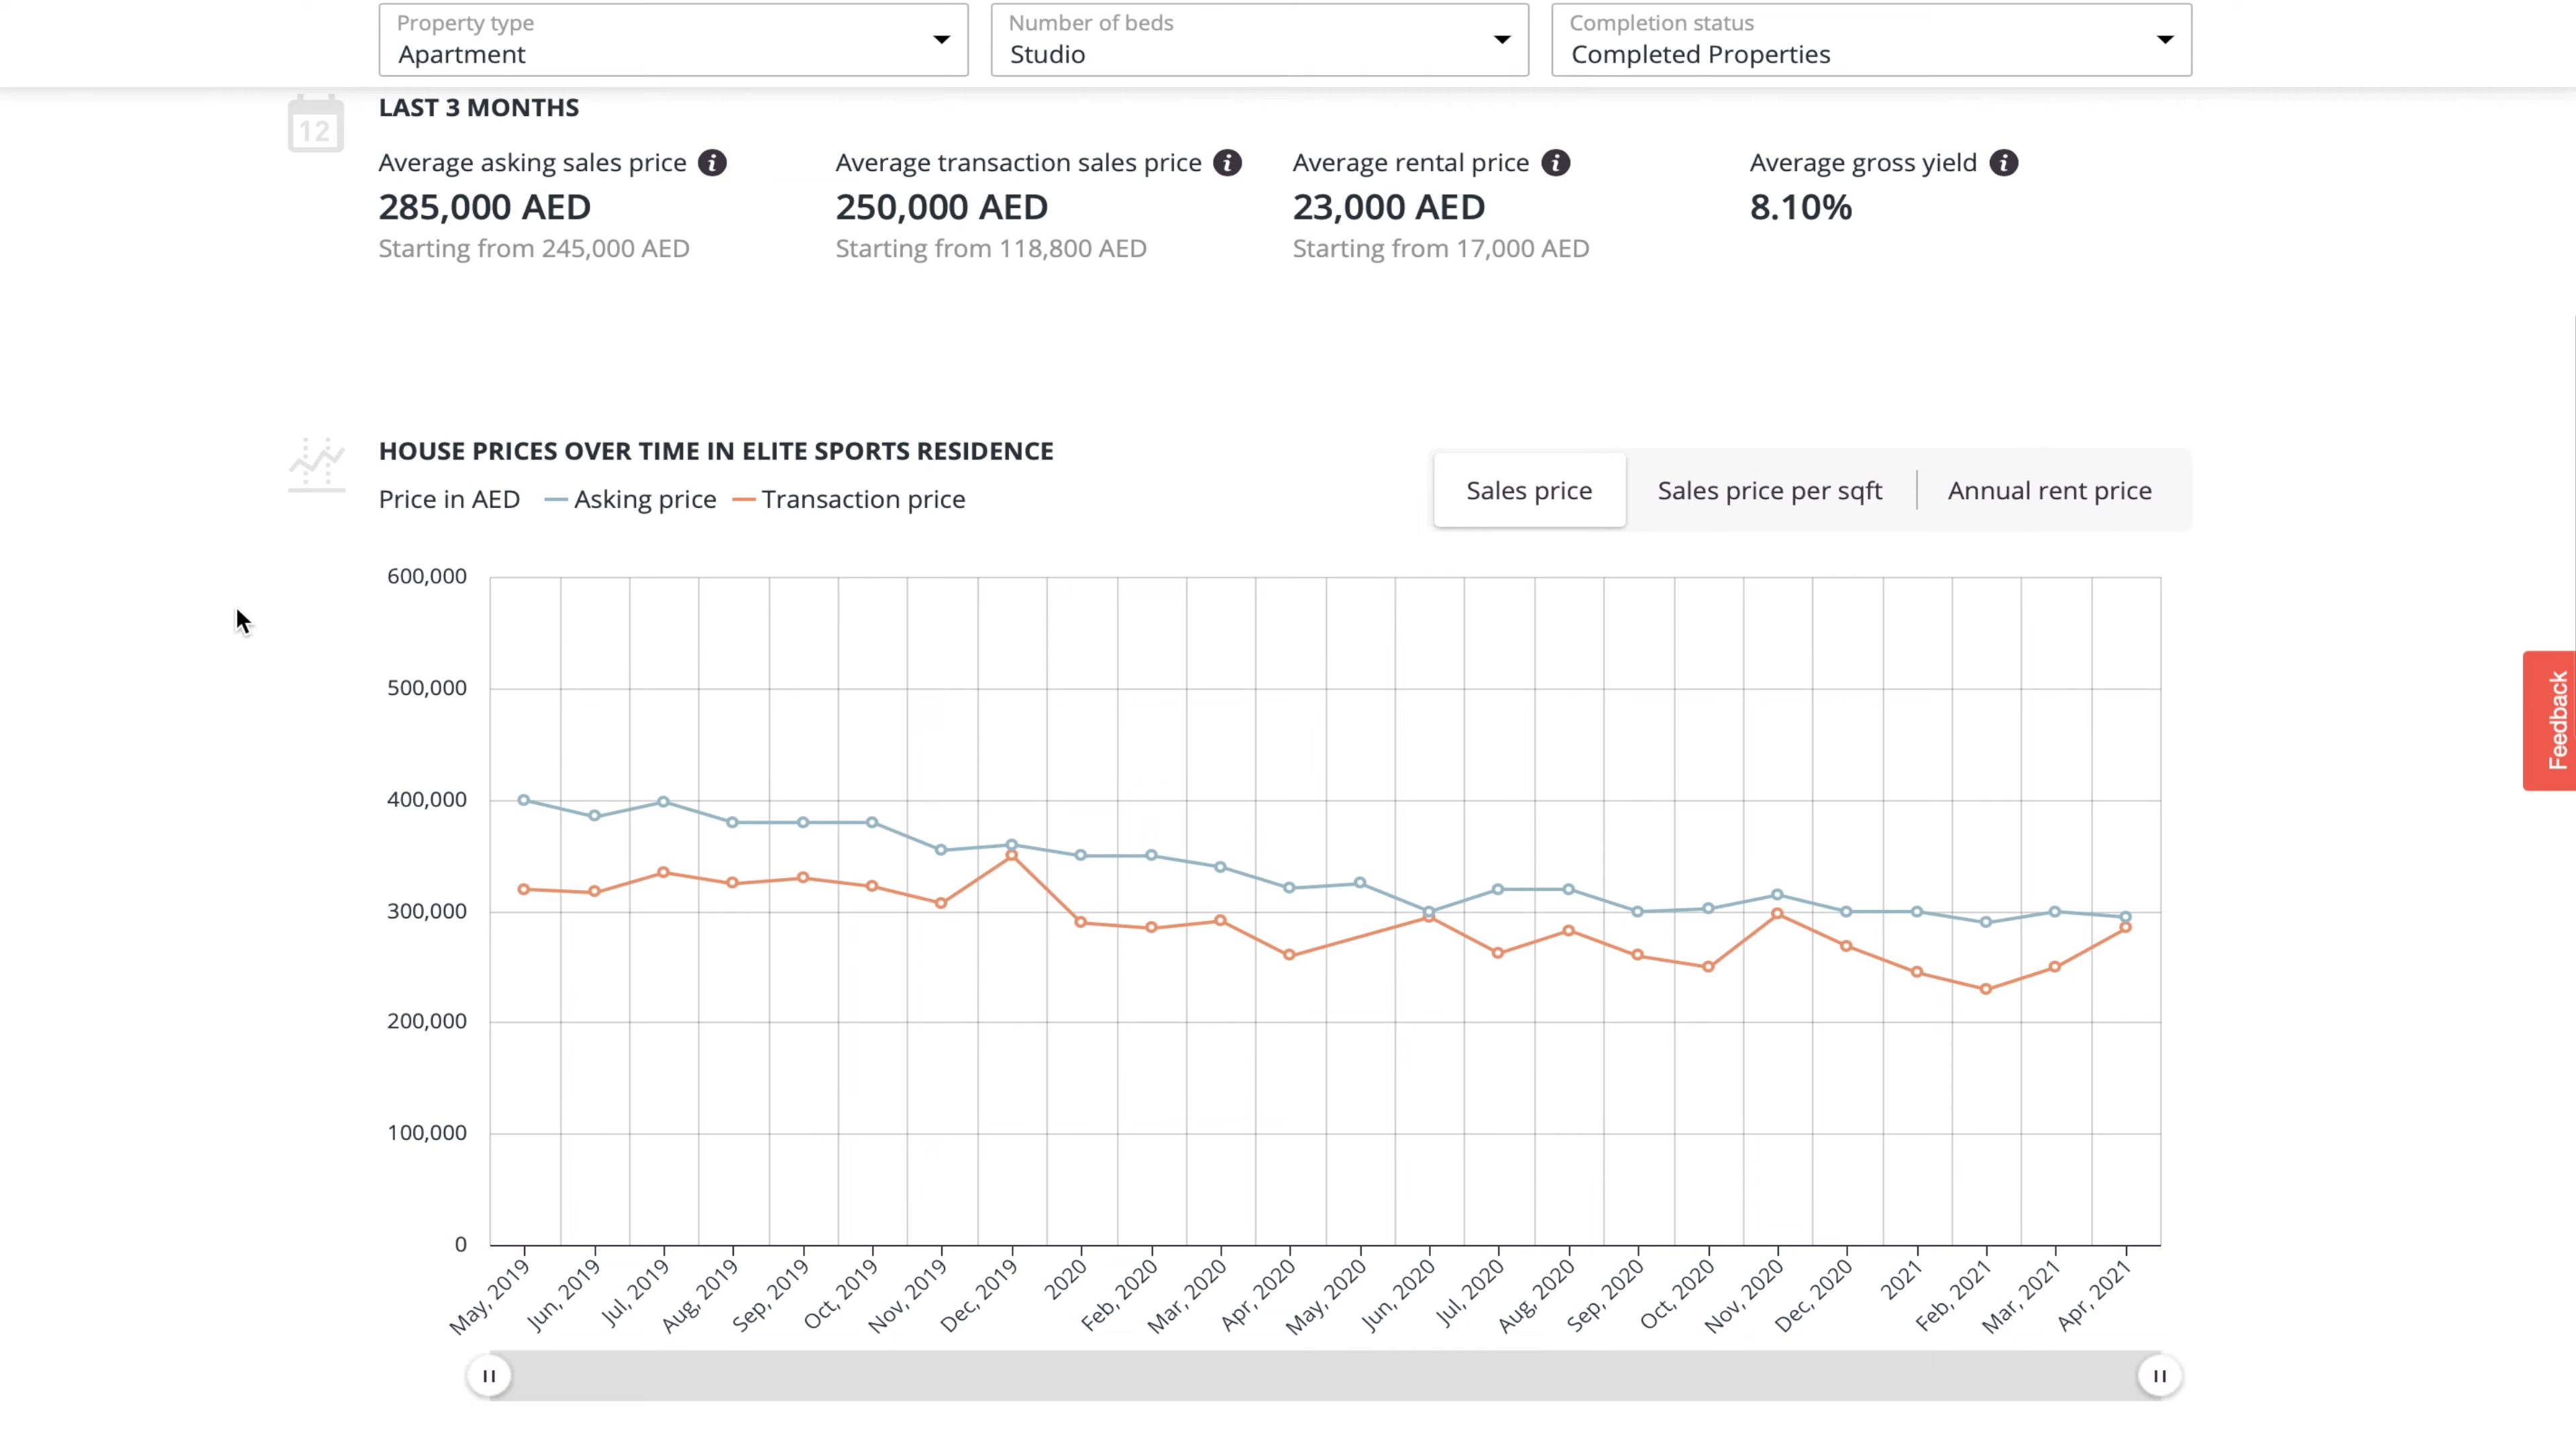 Property type
Apartment
Number of beds
Studio
Completion status
Completed Properties
12
LAST 3 MONTHS
Average asking sales price
285,000 AED
Starting from 245,000 AED
Average transaction sales price
250,000 AED
Starting from 118,800 AED
Average rental price
23,000 AED
Starting from 17,000 AED
Average gross yield
8.10%
HOUSE PRICES OVER TIME IN ELITE SPORTS RESIDENCE
Price in AED Asking price Transaction price
Sales price
Sales price per sqft
Annual rent price
600,000
500,000
400,000
300,000
200,000
100,000
0
May, 2019
Jun, 2019
Jul, 2019
Aug, 2019
Sep, 2019
Oct, 2019
Nov, 2019
Dec, 2019
2020
Feb, 2020
Mar, 2020
Apr, 2020
May, 2020
Jun, 2020
Jul, 2020
Aug, 2020
Sep, 2020
Oct, 2020
Nov, 2020
Dec, 2020
2021
Feb, 2021
Mar, 2021
Apr, 2021
Feedback